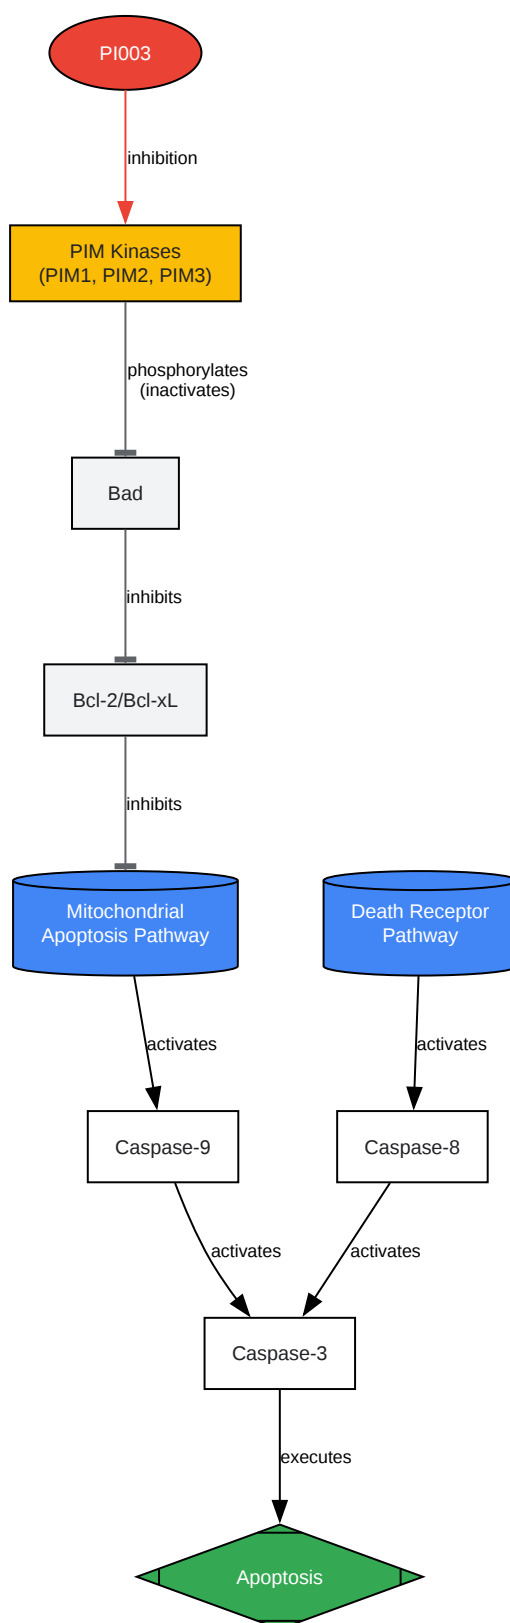 PI003
inhibition
PIM Kinases
(PIM1, PIM2, PIM3)
phosphorylates
(inactivates)
Bad
inhibits
Bcl-2/Bcl-xL
inhibits
Mitochondrial
Apoptosis Pathway
Death Receptor
Pathway
activates
activates
Caspase-9
Caspase-8
activates
activates
Caspase-3
executes
Apoptosis